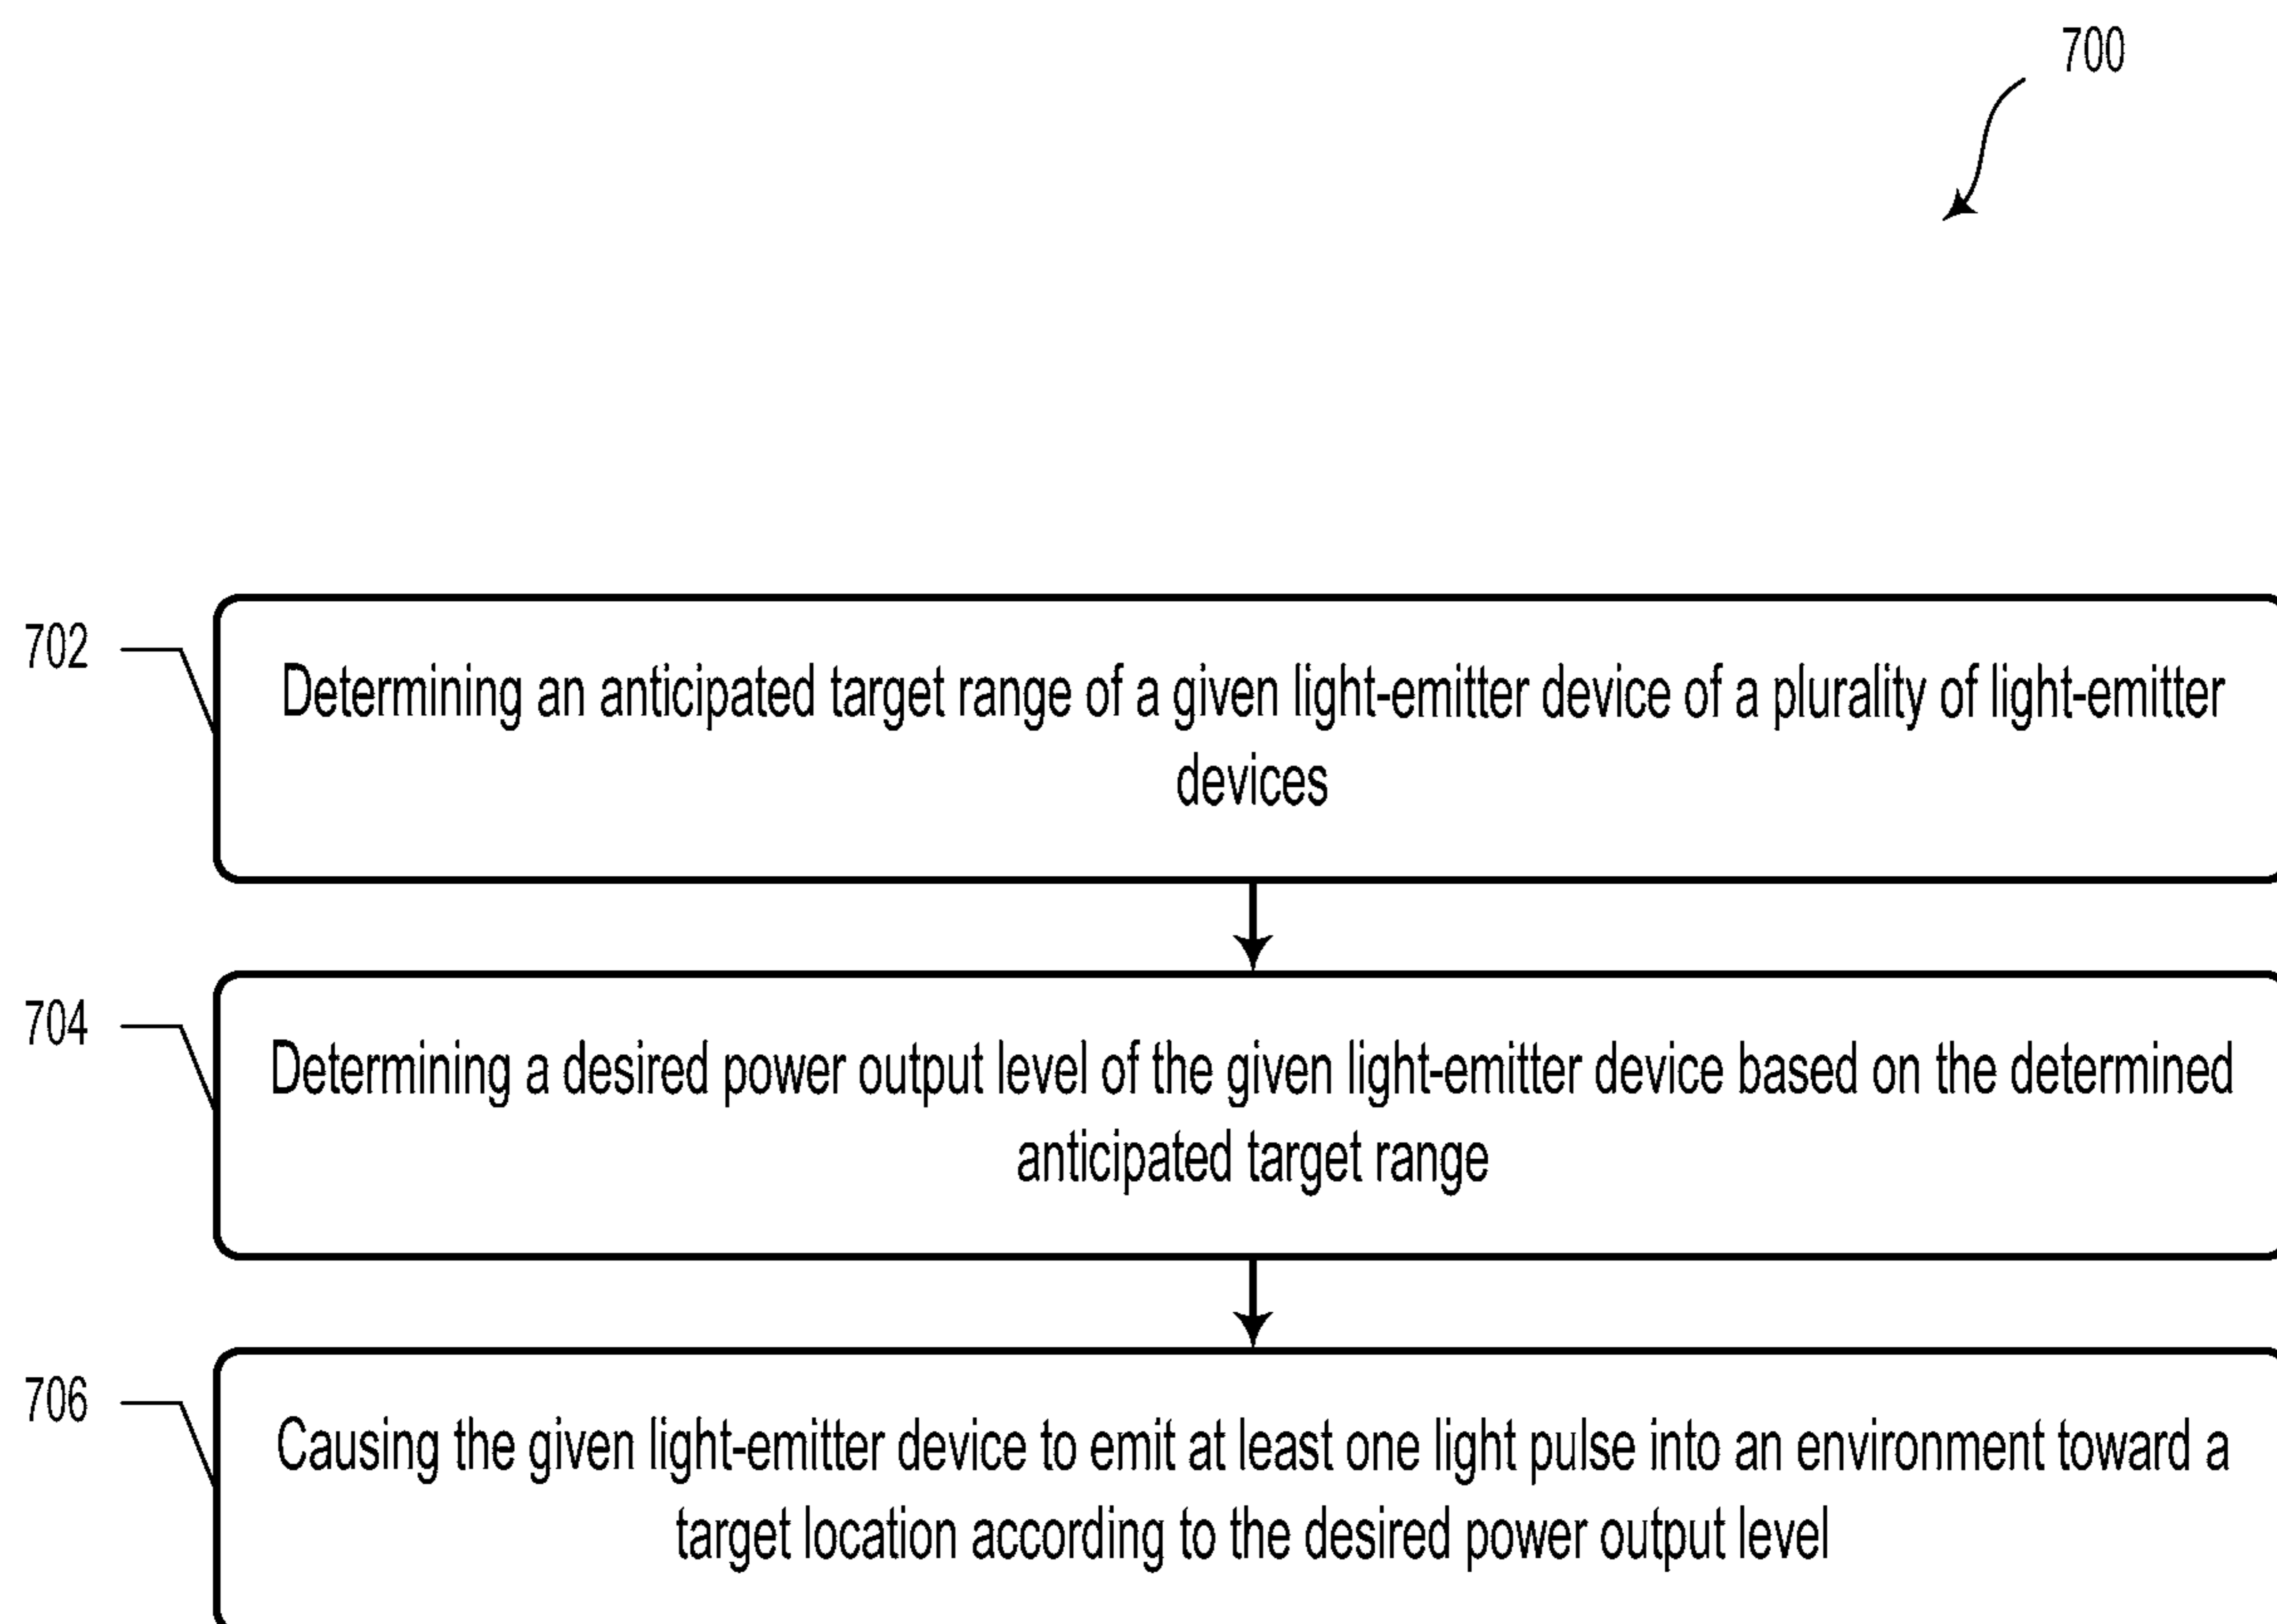 700
702
Determining an anticipated target range of a given light-emitter device of a plurality of light-emitter
devices
704
Determining a desired power output level of the given light-emitter device based on the determined
anticipated target range
706
Causing the given light-emitter device to emit at least one light pulse into an environment toward a
target location according to the desired power output level